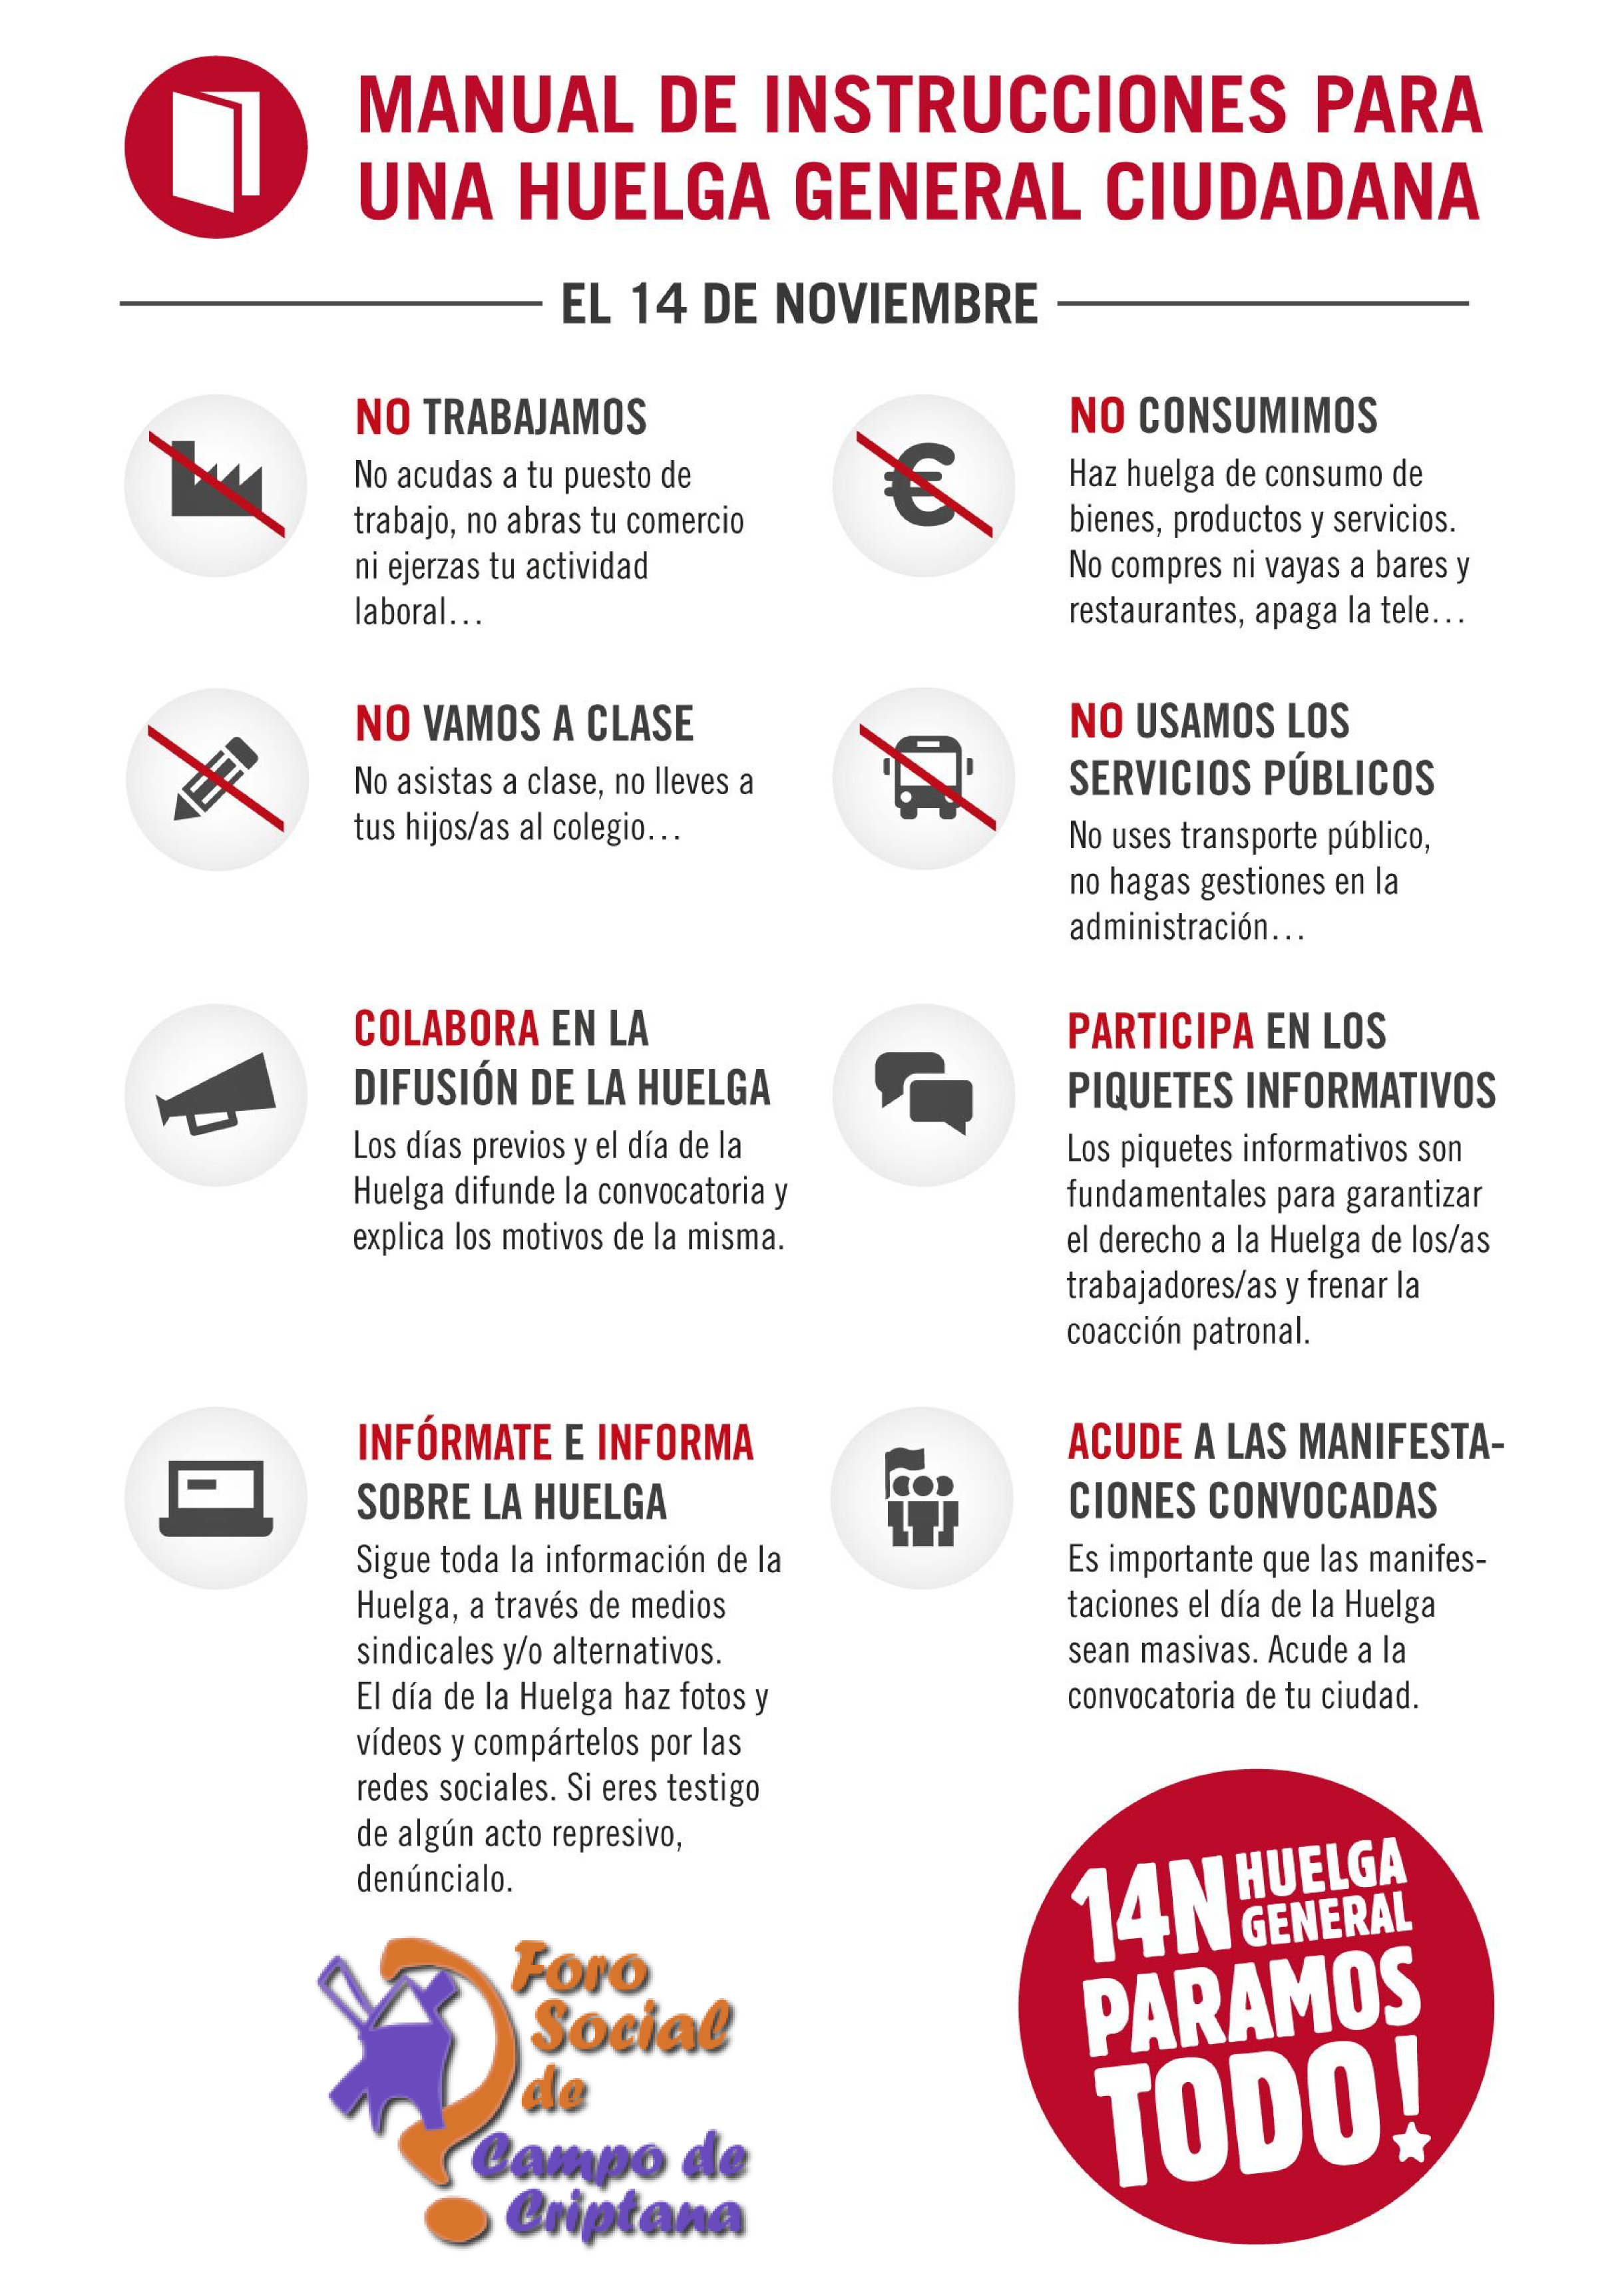 MANUAL DE INSTRUCCIONES PARA
UNA HUELGA GENERAL CIUDADANA
EL 14 DE NOVIEMBRE
NO TRABAJAMOS
No acudas a tu puesto de
trabajo, no abras tu comercio
ni ejerzas tu actividad
laboral...
NO CONSUMIMOS
Haz huelga de consumo de
bienes, productos y servicios.
No compres ni vayas a bares y
restaurantes, apaga la tele...
NO VAMOS A CLASE
No asistas a clase, no lleves a
tus hijos/as al colegio...
NO USAMOS LOS
SERVICIOS PÚBLICOS
No uses transporte público,
no hagas gestiones en la
administración...
COLABORA EN LA
DIFUSIÓN DE LA HUELGA
Los días previos y el día de la
Huelga difunde la convocatoria y
explica los motivos de la misma.
PARTICIPA EN LOS
PIQUETES INFORMATIVOS
Los piquetes informativos son
fundamentales para garantizar
el derecho a la Huelga de los/as
trabajadores/as y frenar la
coacción patronal.
INFÓRMATE E INFORMA
SOBRE LA HUELGA
Sigue toda la información de la
Huelga, a través de medios
sindicales y/o alternativos.
El día de la Huelga haz fotos y
vídeos y compártelos por las
redes sociales. Si eres testigo
de algún acto represivo,
denúncialo.
ACUDE A LAS MANIFESTA-
CIONES CONVOCADAS
Es importante que las manifes-
taciones el día de la Huelga
sean masivas. Acude a la
convocatoria de tu ciudad.
Foro
Social
de
Campo de
Criptana
14N HUELGA
GENERAL
PARAMOS
TODO!